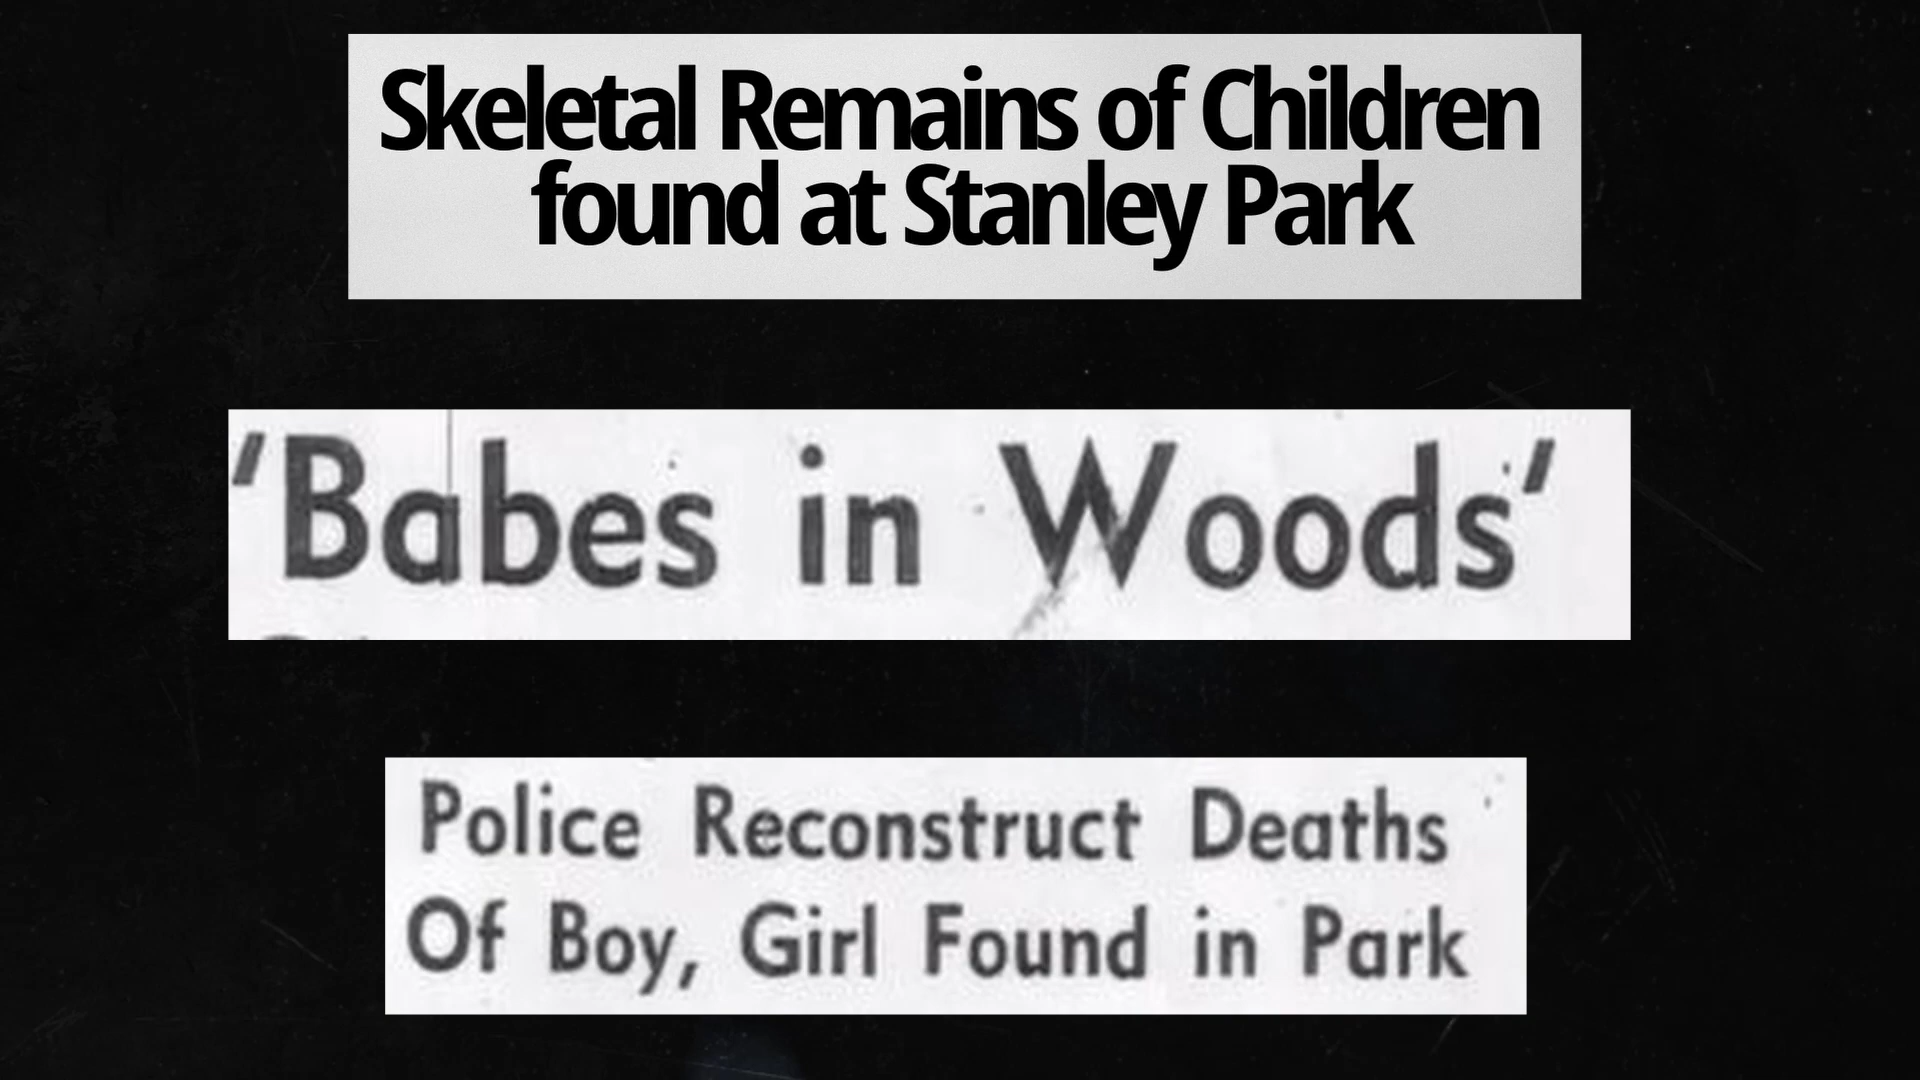 Skeletal Remains of Children
found at Stanley Park
'Babes in Woods'
Police Reconstruct Deaths
Of Boy, Girl Found in Park